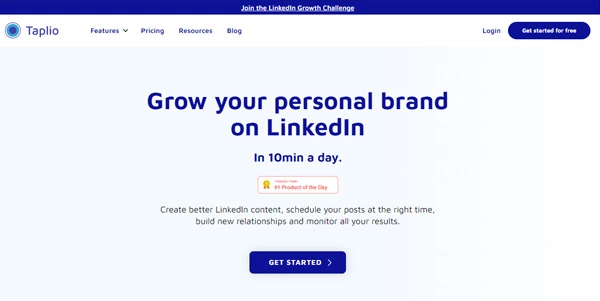 Join the LinkedIn Growth Challenge
Taplio
Features
Pricing
Resources
Blog
Login
Get started for free
Grow your personal brand
on LinkedIn
In 10min a day.
#1 Product of the Day
Create better LinkedIn content, schedule your posts at the right time,
build new relationships and monitor all your results.
GET STARTED